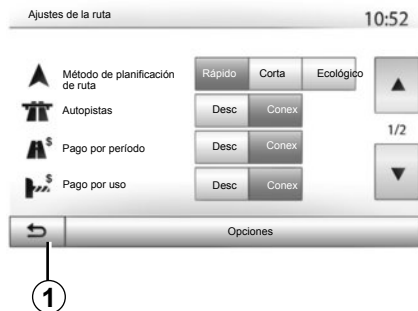 Ajustes de la ruta 10:52
Método de planificación de ruta Rápido Corta Ecológico
Autopistas Desc Conex
1/2
$ Pago por período Desc Conex
$ Pago por uso Desc Conex
Opciones
1